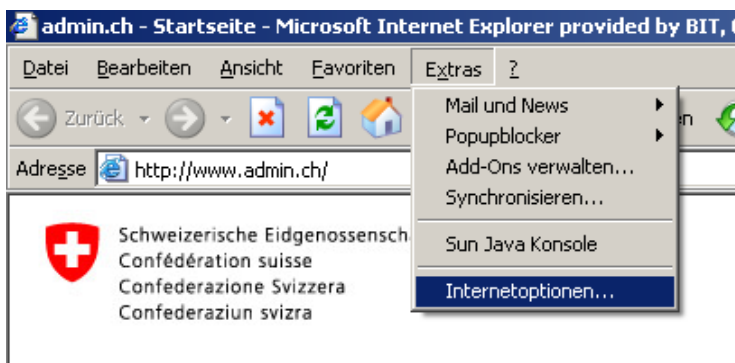 admin.ch - Startseite - Microsoft Internet Explorer provided by BIT,
Datei Bearbeiten Ansicht Favoriten Extras ?
Zurück
Mail und News
Popupblocker
Add-Ons verwalten...
Synchronisieren...
Sun Java Konsole
Internetoptionen...
Adresse http://www.admin.ch/
Schweizerische Eidgenossensch
Confédération suisse
Confederazione Svizzera
Confederaziun svizra